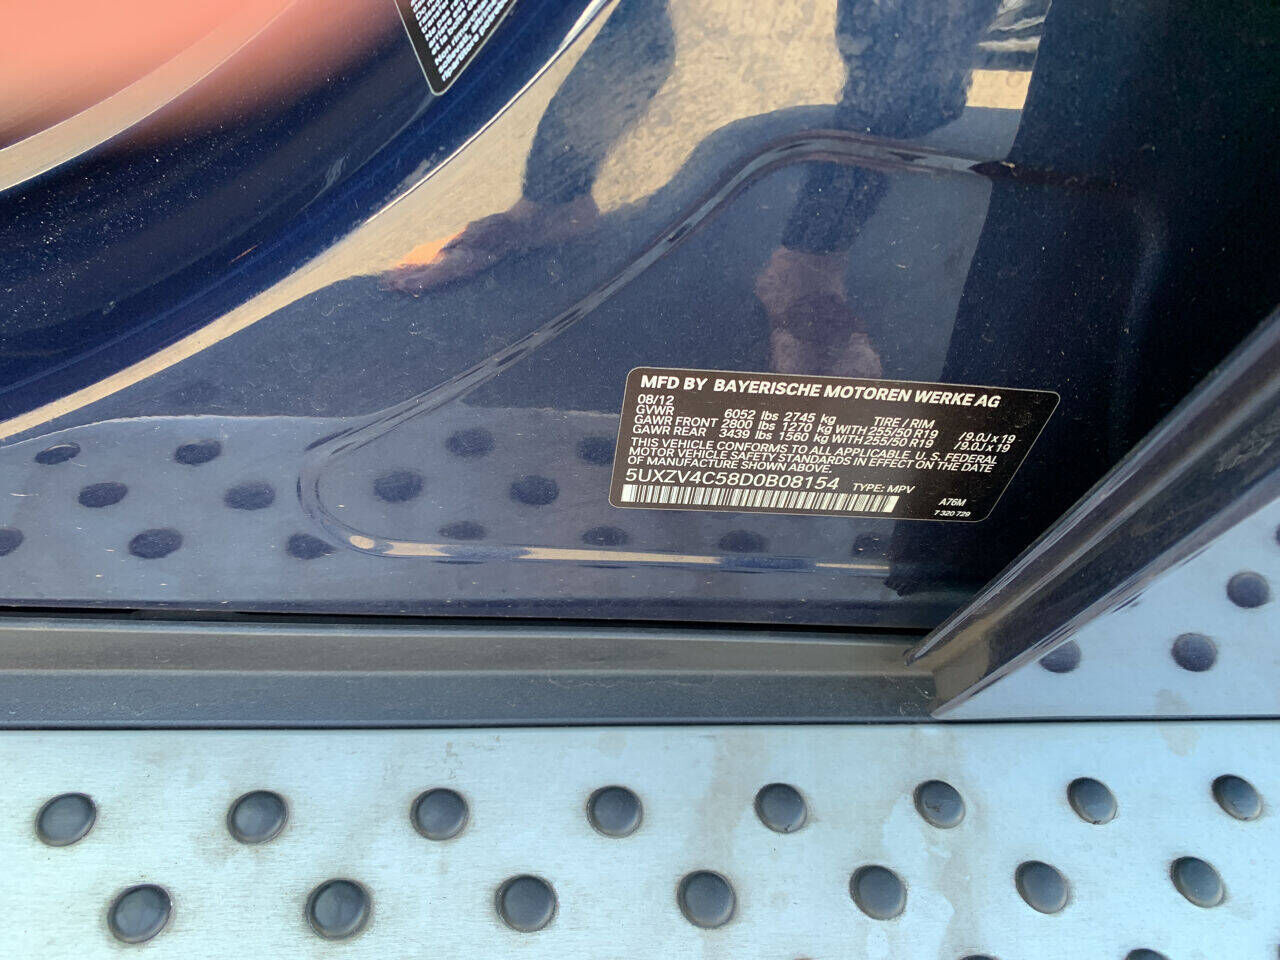 MFD BY BAYERISCHE MOTOREN WERKE AG
08/12
GVWR 6052 lbs 2745 kg TIRE / RIM
GAWR FRONT 2800 lbs 1270 kg WITH 255/50 R19 /9.0J x 19
GAWR REAR 3439 lbs 1560 kg WITH 255/50 R19 /9.0J x 19
THIS VEHICLE CONFORMS TO ALL APPLICABLE U. S. FEDERAL
MOTOR VEHICLE SAFETY STANDARDS IN EFFECT ON THE DATE
OF MANUFACTURE SHOWN ABOVE.
5UXZV4C58D0B08154 TYPE: MPV
A76M
7 320 729